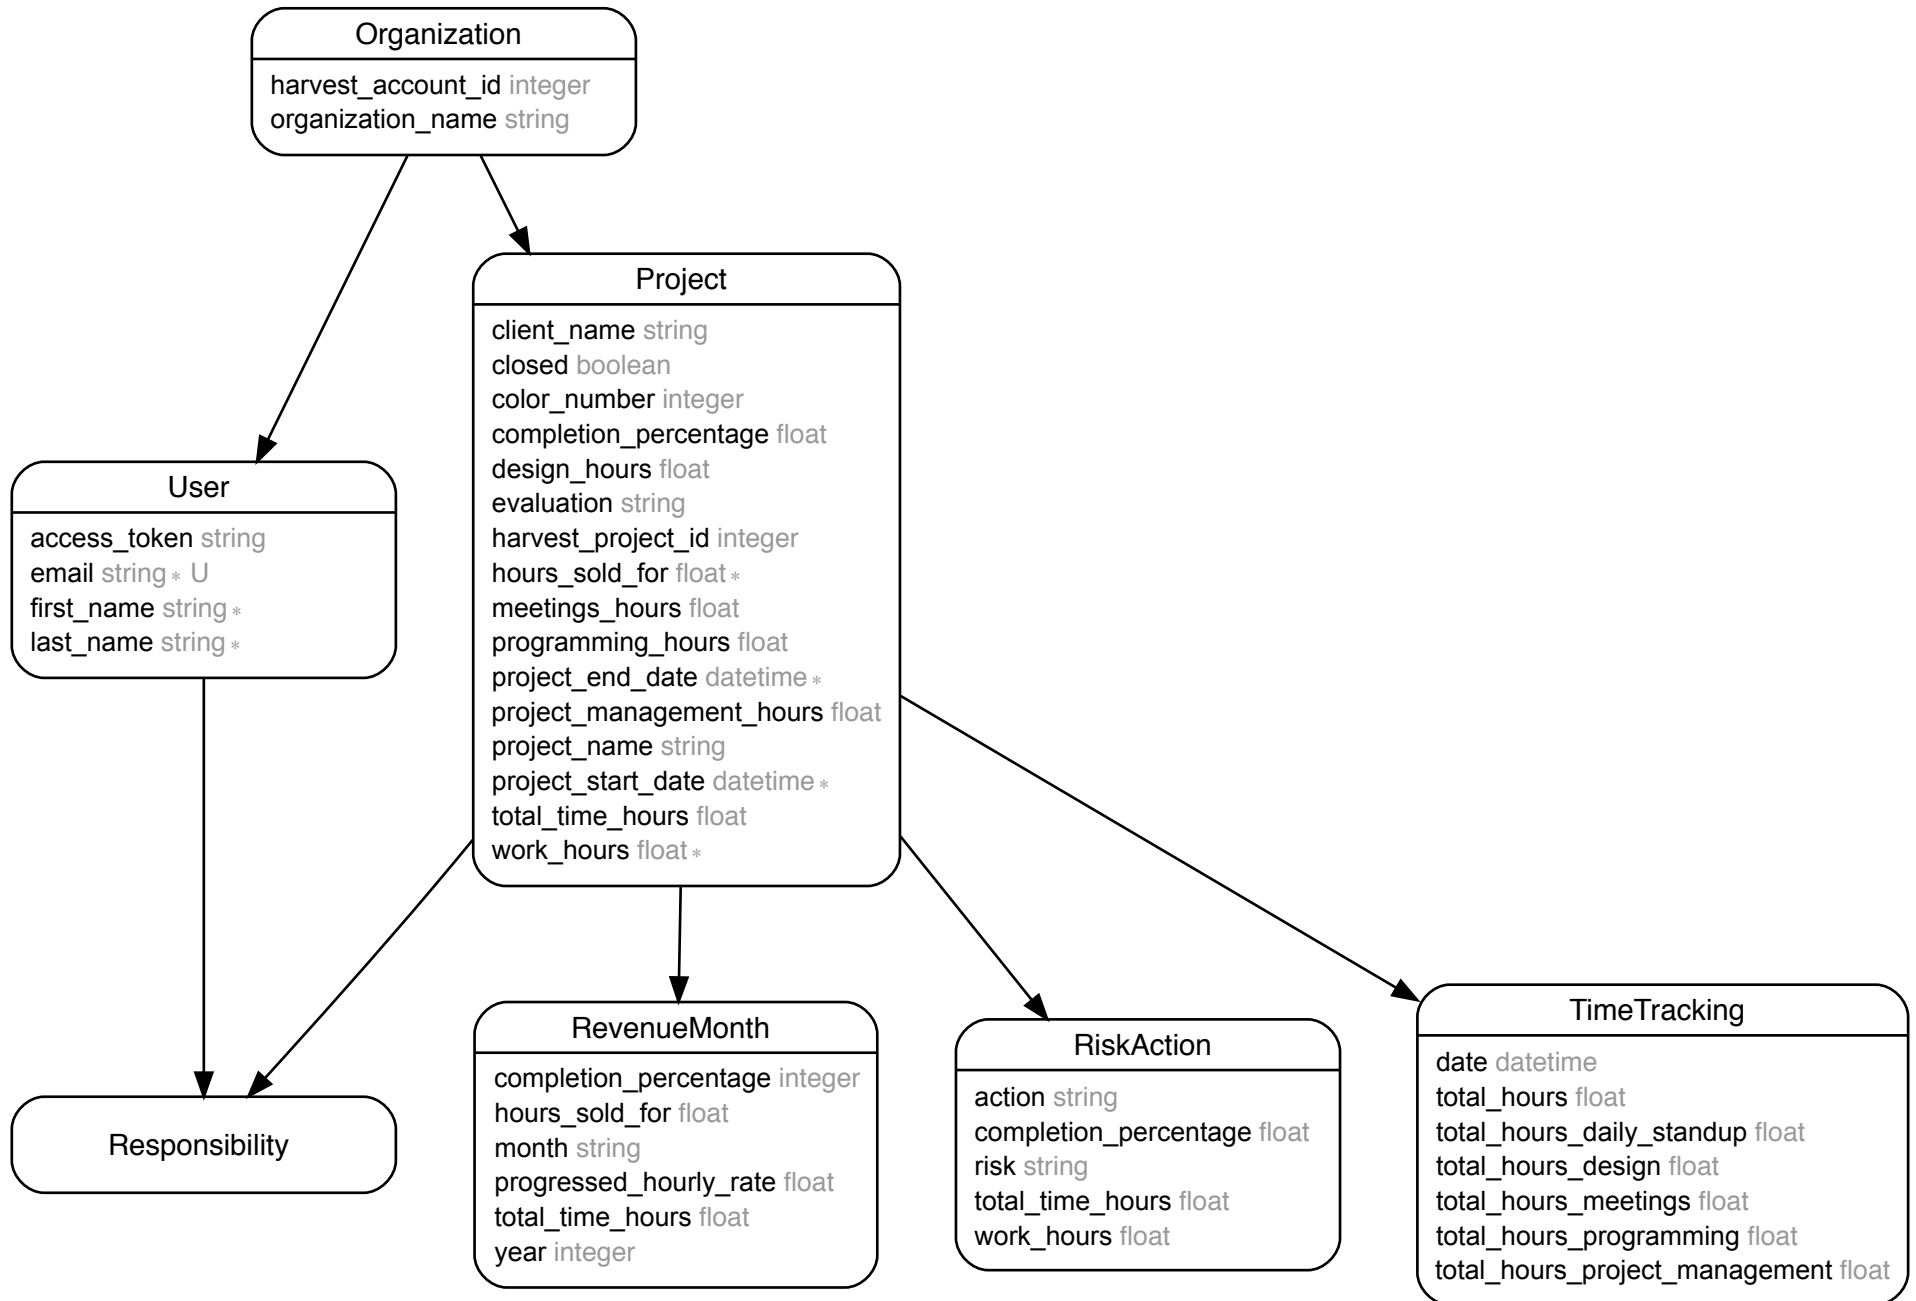 Organization
harvest_account_id integer
organization_name string
Project
client_name string
closed boolean
color_number integer
completion_percentage float
design_hours float
evaluation string
harvest_project_id integer
hours_sold_for float *
meetings_hours float
programming_hours float
project_end_date datetime *
project_management_hours float
project_name string
project_start_date datetime *
total_time_hours float
work_hours float *
User
access_token string
email string * U
first_name string *
last_name string *
Responsibility
RevenueMonth
completion_percentage integer
hours_sold_for float
month string
progressed_hourly_rate float
total_time_hours float
year integer
RiskAction
action string
completion_percentage float
risk string
total_time_hours float
work_hours float
TimeTracking
date datetime
total_hours float
total_hours_daily_standup float
total_hours_design float
total_hours_meetings float
total_hours_programming float
total_hours_project_management float